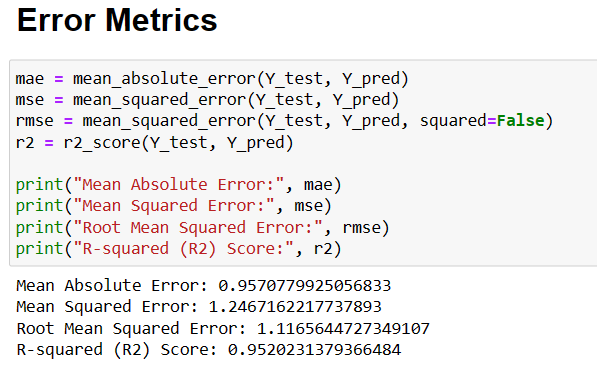 Error Metrics
mae = mean_absolute_error(Y_test, Y_pred)
mse = mean_squared_error(Y_test, Y_pred)
rmse = mean_squared_error(Y_test, Y_pred, squared=False)
r2 = r2_score(Y_test, Y_pred)
print("Mean Absolute Error:", mae)
print("Mean Squared Error:", mse)
print("Root Mean Squared Error:", rmse)
print("R-squared (R2) Score:", r2)
Mean Absolute Error: 0.9570779925056833
Mean Squared Error: 1.2467162217737893
Root Mean Squared Error: 1.1165644727349107
R-squared (R2) Score: 0.9520231379366484